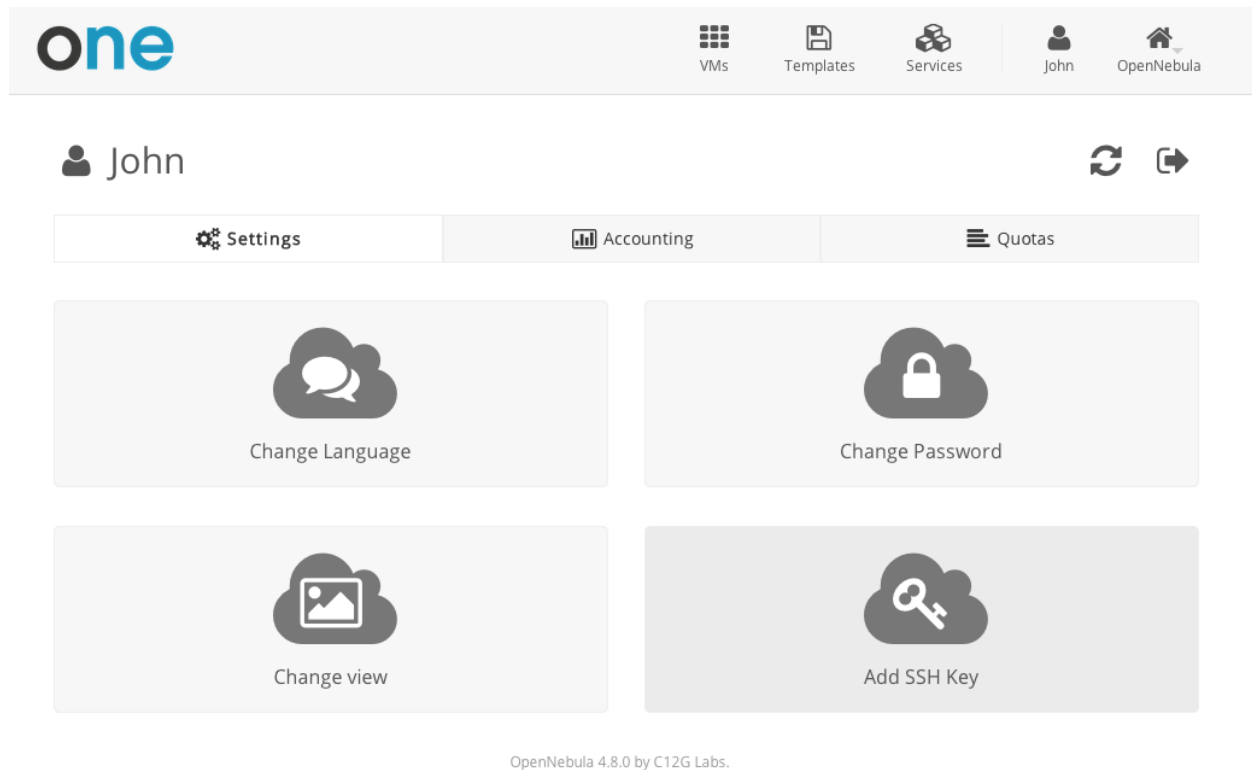 one
VMs Templates Services John OpenNebula
John
Settings Accounting Quotas
Change Language Change Password
Change view Add SSH Key
OpenNebula 4.8.0 by C12G Labs.